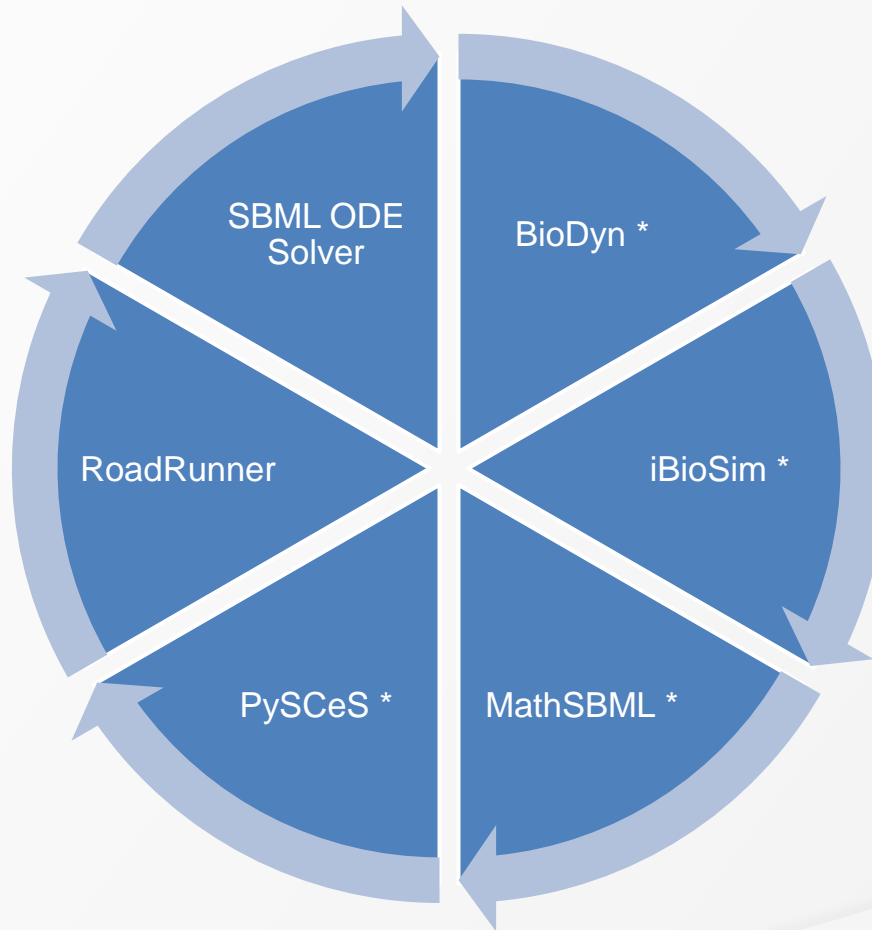 SBML ODE
Solver
BioDyn *
RoadRunner
iBioSim *
PySCeS *
MathSBML *